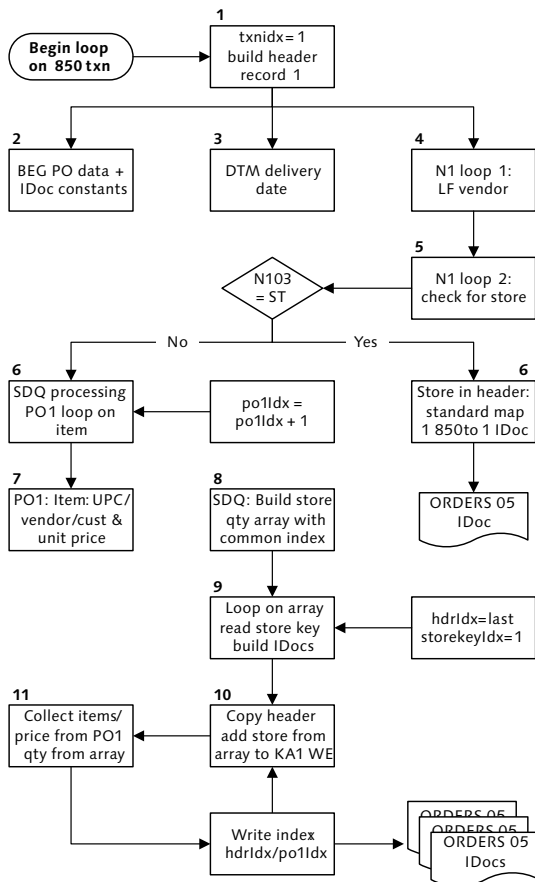 1
Begin loop
on 850 txn
txnidx= 1
build header
record 1
2
BEG PO data +
IDoc constants
3
DTM delivery
date
4
N1 loop 1:
LF vendor
5
N1 loop 2:
check for store
N103
= ST
No
Yes
6
SDQ processing
PO1 loop on
item
po1Idx =
po1Idx + 1
6
Store in header:
standard map
1 850to 1 IDoc
7
PO1: Item: UPC/
vendor/cust &
unit price
8
SDQ: Build store
qty array with
common index
ORDERS 05
IDoc
9
Loop on array
read store key
build IDocs
hdrIdx=last
storekeyIdx=1
11
Collect items/
price from PO1
qty from array
10
Copy header
add store from
array to KA1 WE
Write index
hdrIdx/po1Idx
ORDERS 05
ORDERS 05
ORDERS 05
IDocs